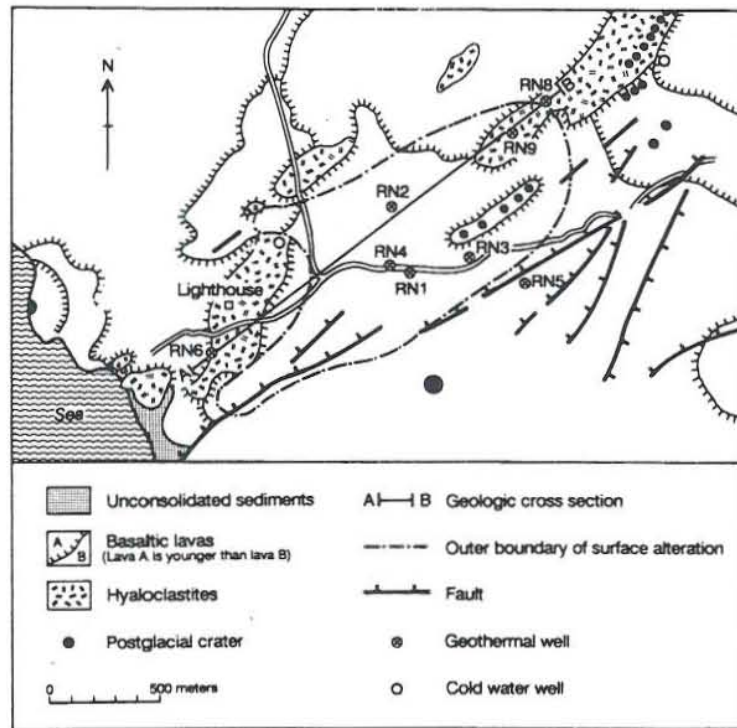 N
RN8
B
RN9
RN2
RN3
RN4
RN1
RN5
Lighthouse
RN6
A
Sea
Unconsolidated sediments
A B Geologic cross section
A
B
Basaltic lavas
(Lava A is younger than lava B)
Outer boundary of surface alteration
Hyaloclastites
Fault
Postglacial crater
Geothermal well
0 500 meters
Cold water well